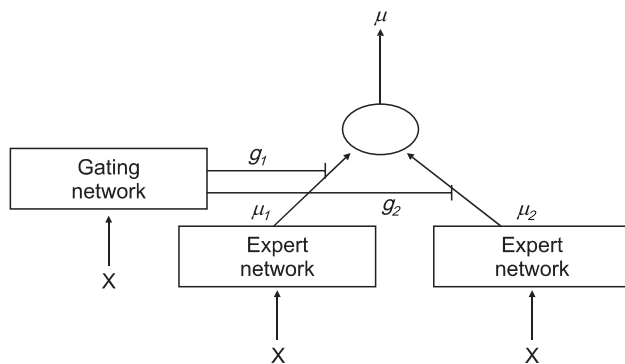 μ
Gating
network
g1
g2
μ1
μ2
Expert
network
Expert
network
X
X
X